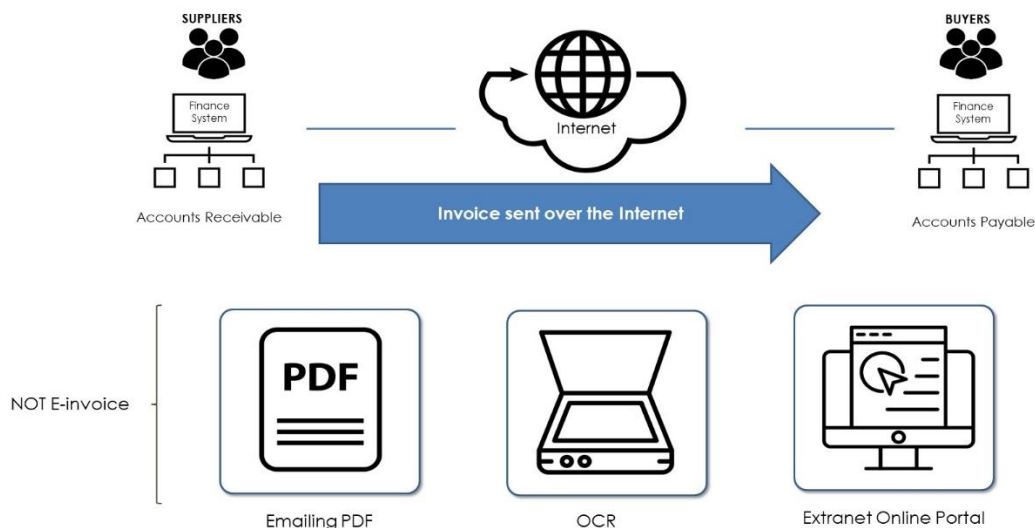 SUPPLIERS
BUYERS
Finance
System
Internet
Finance
System
Accounts Receivable
Invoice sent over the Internet
Accounts Payable
NOT E-invoice
PDF
Emailing PDF
OCR
Extranet Online Portal